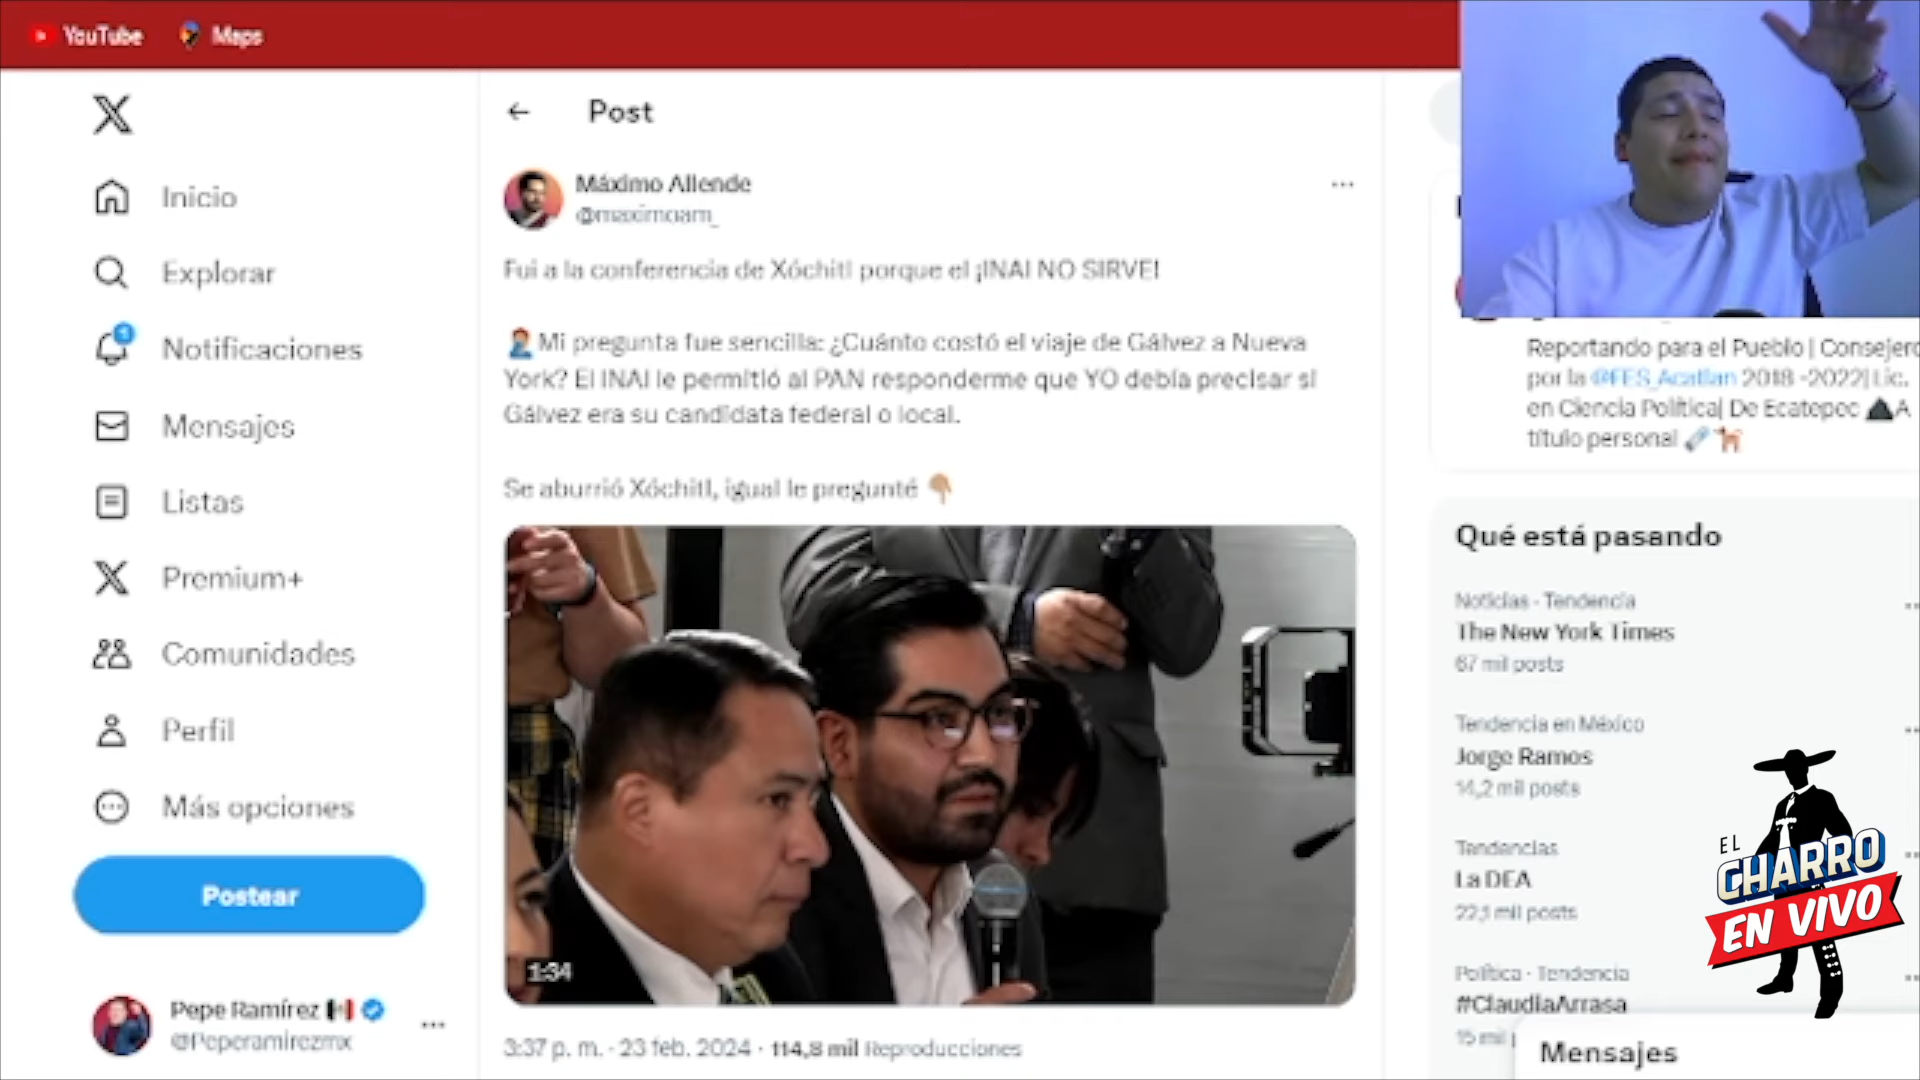 YouTube
Maps
Inicio
Explorar
Notificaciones
Mensajes
Listas
Premium+
Comunidades
Perfil
Más opciones
Postear
Pepe Ramírez
@Peperamirezmx
Post
Máximo Allende
@maximoam_
Fui a la conferencia de Xóchitl porque el ¡INAI NO SIRVE!
Mi pregunta fue sencilla: ¿Cuánto costó el viaje de Gálvez a Nueva
York? El INAI le permitió al PAN responderme que YO debía precisar si
Gálvez era su candidata federal o local.
Se aburrió Xóchitl, igual le pregunté
1:34
3:37 p. m. · 23 feb. 2024 · 114,8 mil Reproducciones
Reportando para el Pueblo | Consejero
por la @FES_Acatlan 2018 -2022| Lic.
en Ciencia Política| De Ecatepec A
título personal
Qué está pasando
Noticias · Tendencia
The New York Times
67 mil posts
Tendencia en México
Jorge Ramos
14,2 mil posts
Tendencias
La DEA
22,1 mil posts
Política · Tendencia
#ClaudiaArrasa
15 mil
Mensajes
EL
CHARRO
EN VIVO